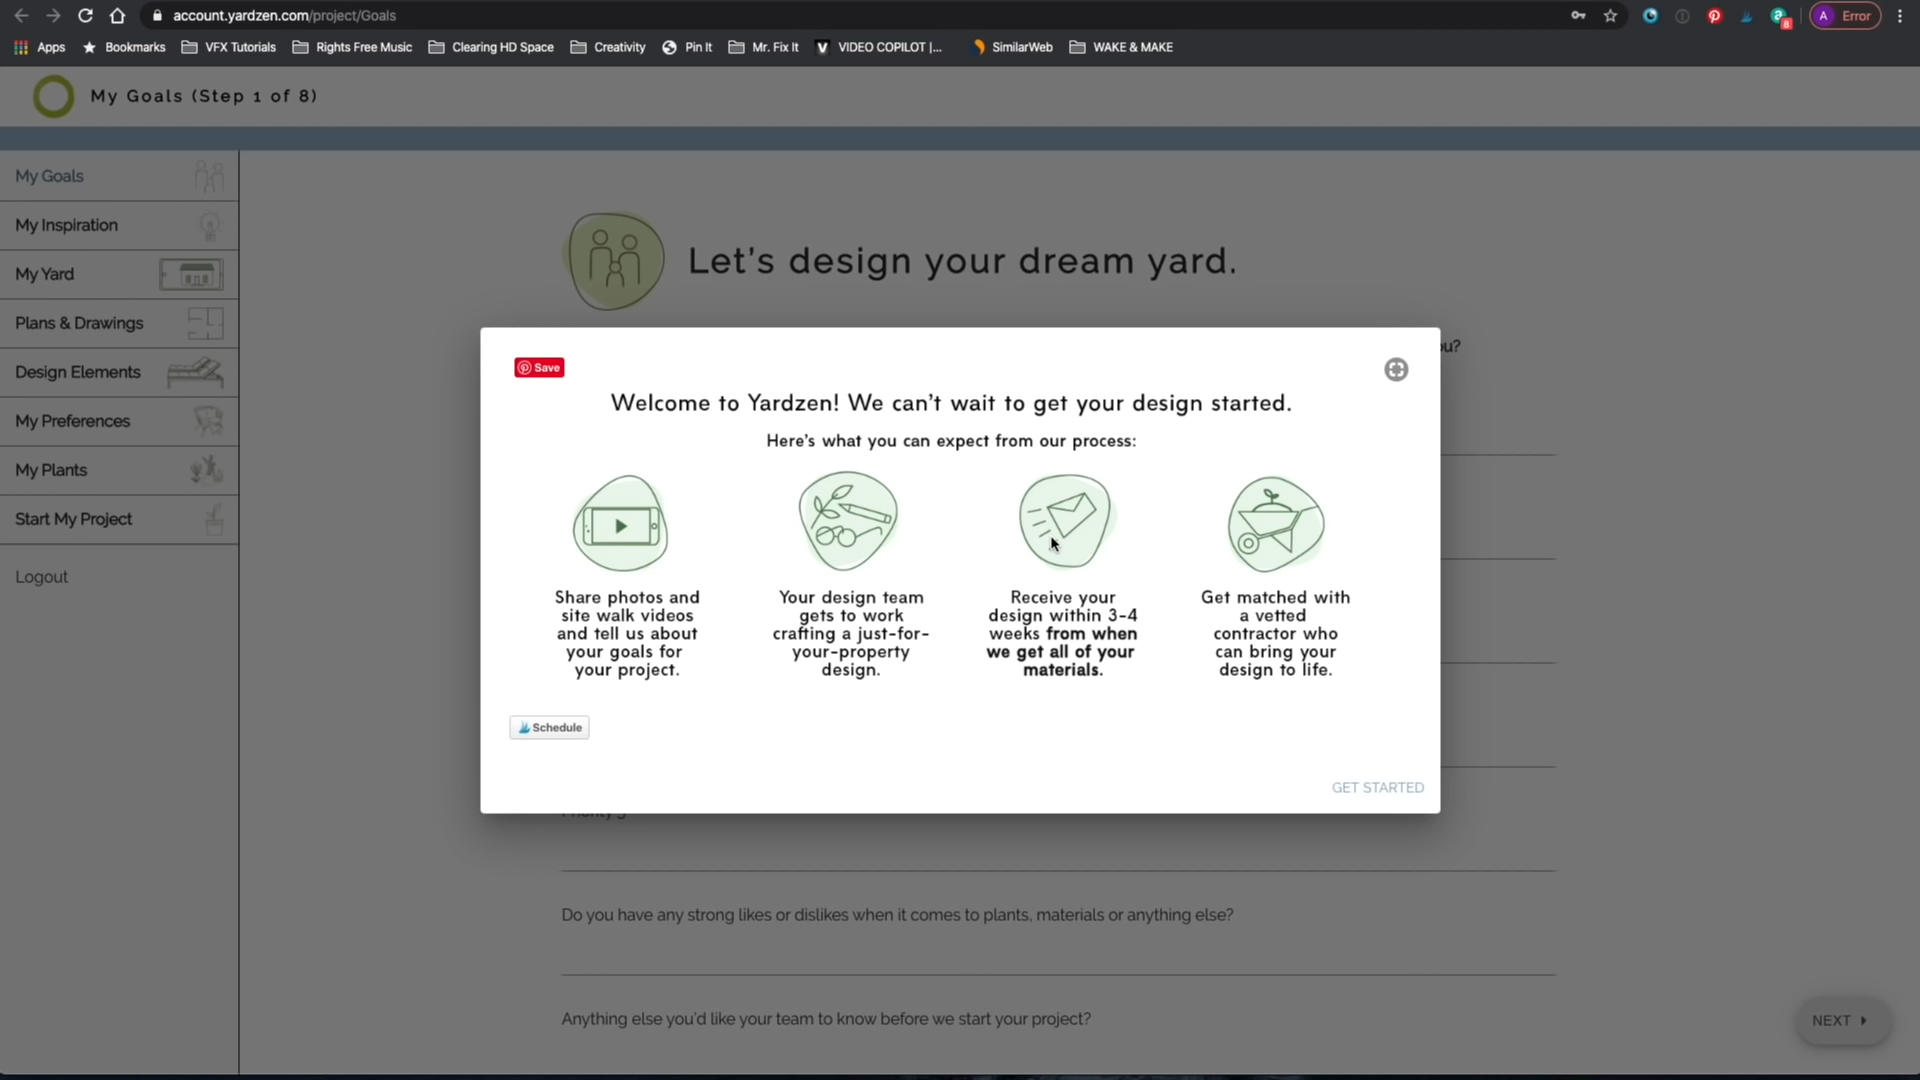 account.yardzen.com/project/Goals
A Error
8
Apps Bookmarks VFX Tutorials Rights Free Music Clearing HD Space Creativity Pin It Mr. Fix It VIDEO COPILOT |... SimilarWeb WAKE & MAKE
My Goals (Step 1 of 8)
My Goals
My Inspiration
My Yard
Plans & Drawings
Design Elements
My Preferences
My Plants
Start My Project
Logout
Let's design your dream yard.
Save
Welcome to Yardzen! We can't wait to get your design started.
Here's what you can expect from our process:
Share photos and
site walk videos
and tell us about
your goals for
your project.
Your design team
gets to work
crafting a just-for-
your-property
design.
Receive your
design within 3-4
weeks from when
we get all of your
materials.
Get matched with
a vetted
contractor who
can bring your
design to life.
Schedule
GET STARTED
Do you have any strong likes or dislikes when it comes to plants, materials or anything else?
Anything else you'd like your team to know before we start your project?
NEXT